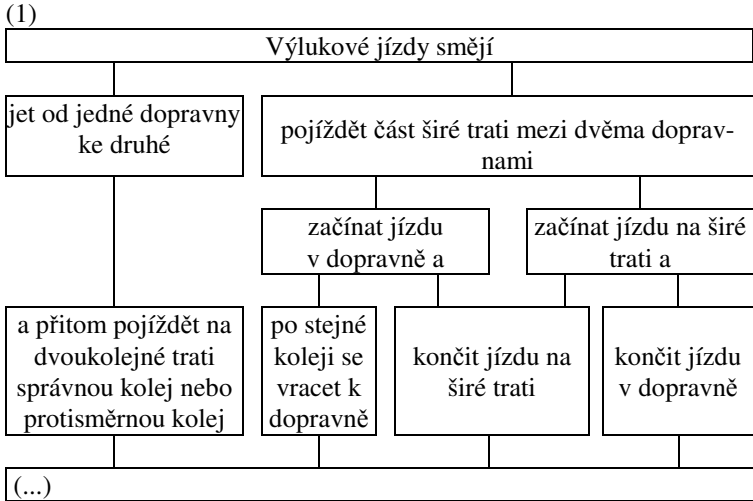 (1)
Výlukové jízdy smějí
jet od jedné dopravny
ke druhé
pojíždět část širé trati mezi dvěma doprav-
nami
začínat jízdu
v dopravně a
začínat jízdu na širé
trati a
a přitom pojíždět na
dvoukolejné trati
správnou kolej nebo
protisměrnou kolej
po stejné
koleji se
vracet k
dopravně
končit jízdu na
širé trati
končit jízdu
v dopravně
(...)